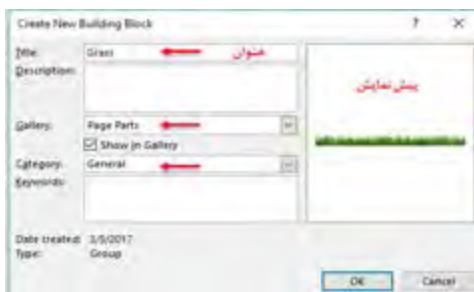 Create New Building Block ? ×
Title: Grass عنوان
Description:
پیش نمایش
Gallery: Page Parts
Show in Gallery
Category: General
Keywords:
Date created: 3/5/2017
Type: Group
OK Cancel